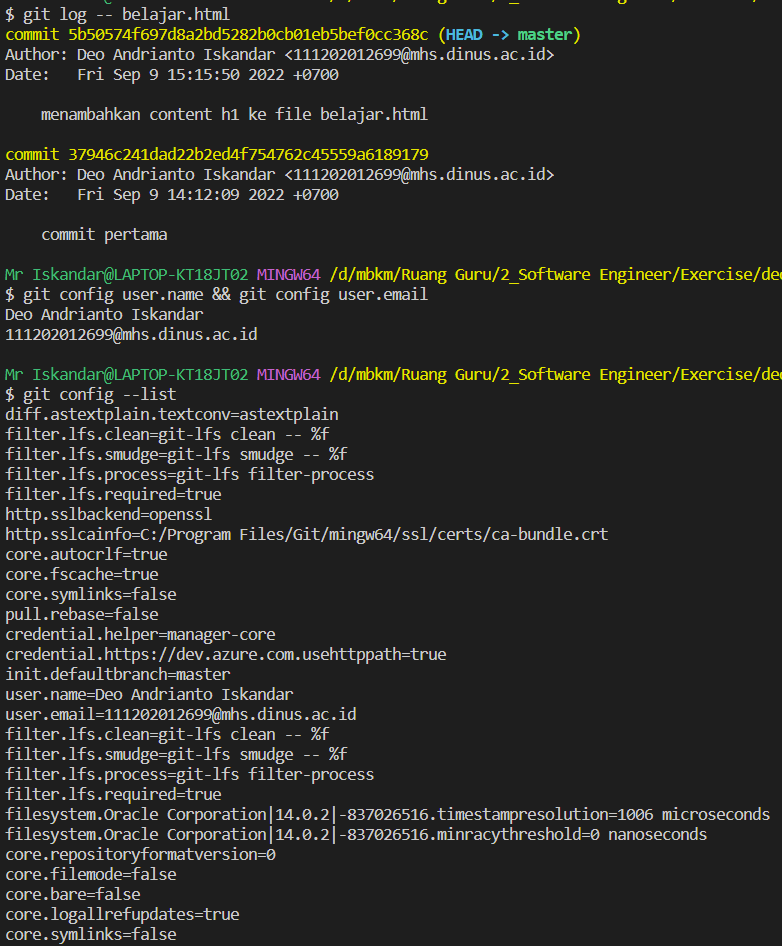 $ git log -- belajar.html
commit 5b50574f697d8a2bd5282b0cb01eb5bef0cc368c (HEAD -> master)
Author: Deo Andrianto Iskandar <111202012699@mhs.dinus.ac.id>
Date:   Fri Sep 9 15:15:50 2022 +0700

    menambahkan content h1 ke file belajar.html

commit 37946c241dad22b2ed4f754762c45559a6189179
Author: Deo Andrianto Iskandar <111202012699@mhs.dinus.ac.id>
Date:   Fri Sep 9 14:12:09 2022 +0700

    commit pertama

Mr Iskandar@LAPTOP-KT18JT02 MINGW64 /d/mbkm/Ruang Guru/2_Software Engineer/Exercise/dec
$ git config user.name && git config user.email
Deo Andrianto Iskandar
111202012699@mhs.dinus.ac.id

Mr Iskandar@LAPTOP-KT18JT02 MINGW64 /d/mbkm/Ruang Guru/2_Software Engineer/Exercise/dec
$ git config --list
diff.astextplain.textconv=astextplain
filter.lfs.clean=git-lfs clean -- %f
filter.lfs.smudge=git-lfs smudge -- %f
filter.lfs.process=git-lfs filter-process
filter.lfs.required=true
http.sslbackend=openssl
http.sslcainfo=C:/Program Files/Git/mingw64/ssl/certs/ca-bundle.crt
core.autocrlf=true
core.fscache=true
core.symlinks=false
pull.rebase=false
credential.helper=manager-core
credential.https://dev.azure.com.usehttppath=true
init.defaultbranch=master
user.name=Deo Andrianto Iskandar
user.email=111202012699@mhs.dinus.ac.id
filter.lfs.clean=git-lfs clean -- %f
filter.lfs.smudge=git-lfs smudge -- %f
filter.lfs.process=git-lfs filter-process
filter.lfs.required=true
filesystem.Oracle Corporation|14.0.2|-837026516.timestampresolution=1006 microseconds
filesystem.Oracle Corporation|14.0.2|-837026516.minracythreshold=0 nanoseconds
core.repositoryformatversion=0
core.filemode=false
core.bare=false
core.logallrefupdates=true
core.symlinks=false